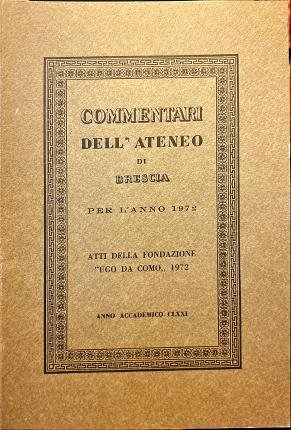 COMMENTARI
DELL' ATENEO
DI
BRESCIA
PER L'ANNO 1972
ATTI DELLA FONDAZIONE
"UGO DA COMO„ 1972
ANNO ACCADEMICO CLXXI